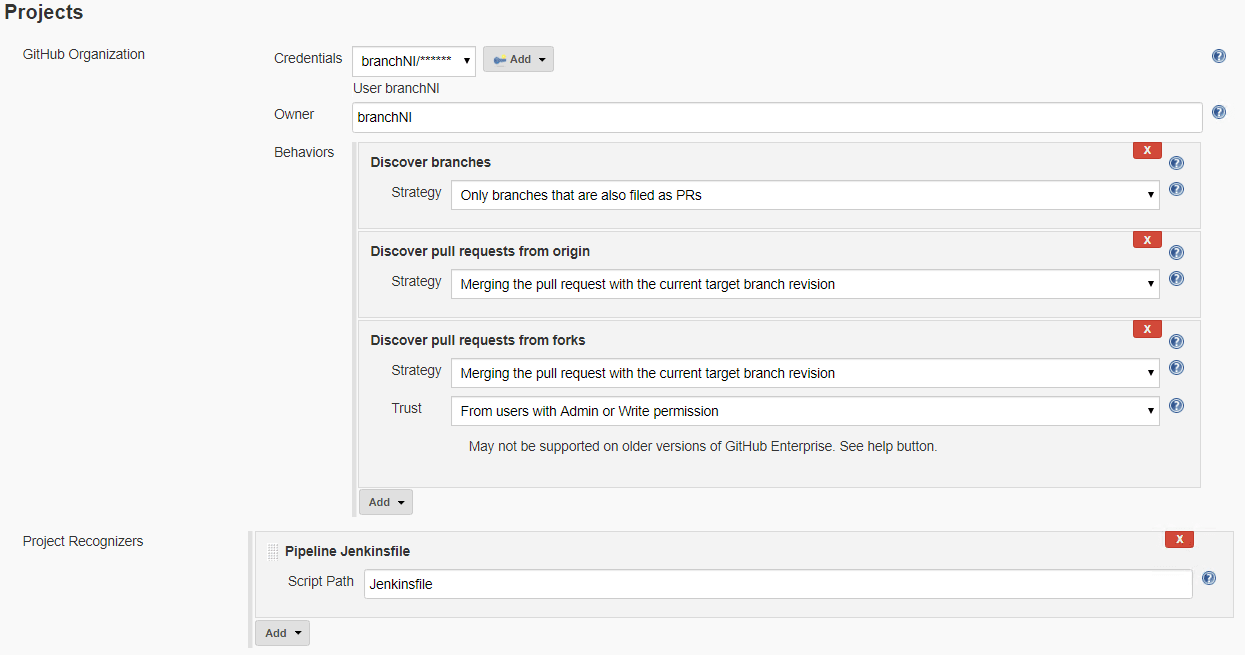 Projects
GitHub Organization
Credentials
branchNI/******
Add
User branchNI
Owner
branchNI
Behaviors
Discover branches
X
Strategy
Only branches that are also filed as PRs
Discover pull requests from origin
X
Strategy
Merging the pull request with the current target branch revision
Discover pull requests from forks
X
Strategy
Merging the pull request with the current target branch revision
Trust
From users with Admin or Write permission
May not be supported on older versions of GitHub Enterprise. See help button.
Add
Project Recognizers
Pipeline Jenkinsfile
X
Script Path
Jenkinsfile
Add